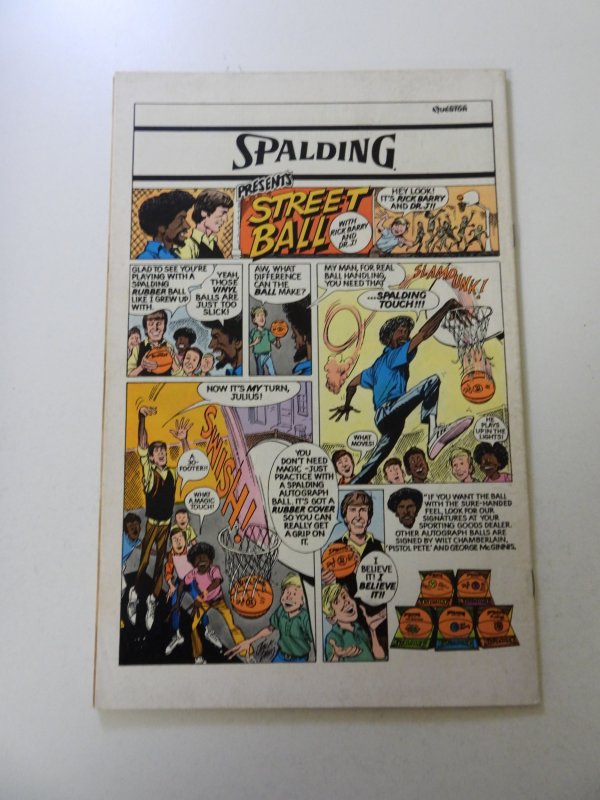 QUESTOR
SPALDING
PRESENTS
STREET
BALL
WITH
RICK BARRY
AND
DR. J!!
HEY LOOK!
IT'S RICK BARRY
AND DR. J!!
GLAD TO SEE YOU'RE
PLAYING WITH A
SPALDING
RUBBER BALL
LIKE I GREW UP
WITH.
YEAH,
THOSE
VINYL
BALLS ARE
JUST TOO
SLICK!
AW, WHAT
DIFFERENCE
CAN THE
BALL MAKE?
MY MAN, FOR REAL
BALL HANDLING,
YOU NEED THAT
...SPALDING
TOUCH!!!
SLAMDUNK!
WHAT
MOVES!
HE
PLAYS
UP IN THE
LIGHTS!
NOW IT'S MY TURN,
JULIUS!
A
30-
FOOTER!!
WHAT
A MAGIC
TOUCH!
SWHISH!
YOU
DON'T NEED
MAGIC -JUST
PRACTICE WITH
A SPALDING
AUTOGRAPH
BALL. IT'S GOT A
RUBBER COVER
SO YOU CAN
REALLY GET
A GRIP ON
IT.
I
BELIEVE
IT! I
BELIEVE
IT!!
"IF YOU WANT THE BALL
WITH THE SURE-HANDED
FEEL, LOOK FOR OUR
SIGNATURES AT YOUR
SPORTING GOODS DEALER.
OTHER AUTOGRAPH BALLS ARE
SIGNED BY WILT CHAMBERLAIN,
'PISTOL PETE' AND GEORGE McGINNIS.